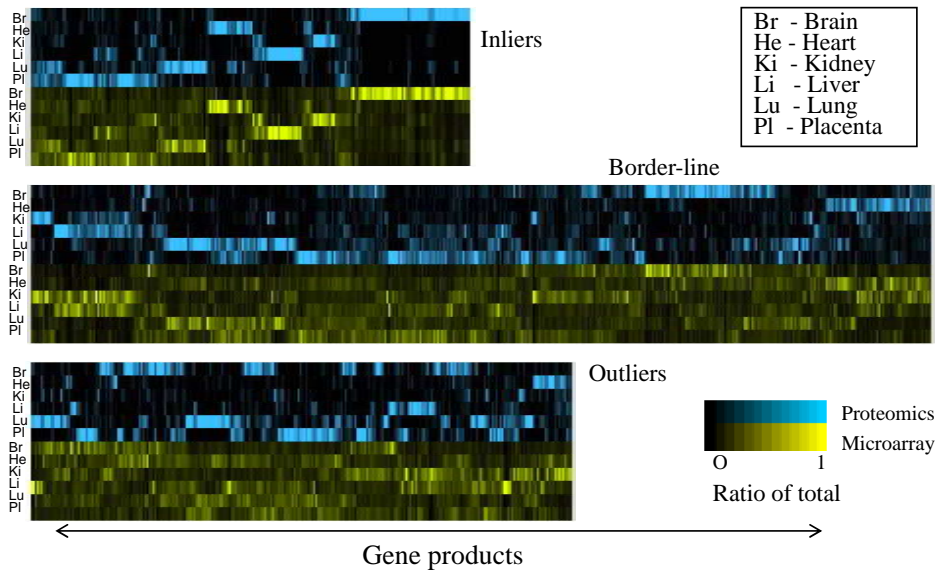 Br
He
Ki
Li
Lu
Pl
Br
He
Ki
Li
Lu
Pl
Inliers
Br - Brain
He - Heart
Ki - Kidney
Li - Liver
Lu - Lung
Pl - Placenta
Border-line
Br
He
Ki
Li
Lu
Pl
Br
He
Ki
Li
Lu
Pl
Outliers
Br
He
Ki
Li
Lu
Pl
Br
He
Ki
Li
Lu
Pl
Proteomics
Microarray
O 1
Ratio of total
Gene products